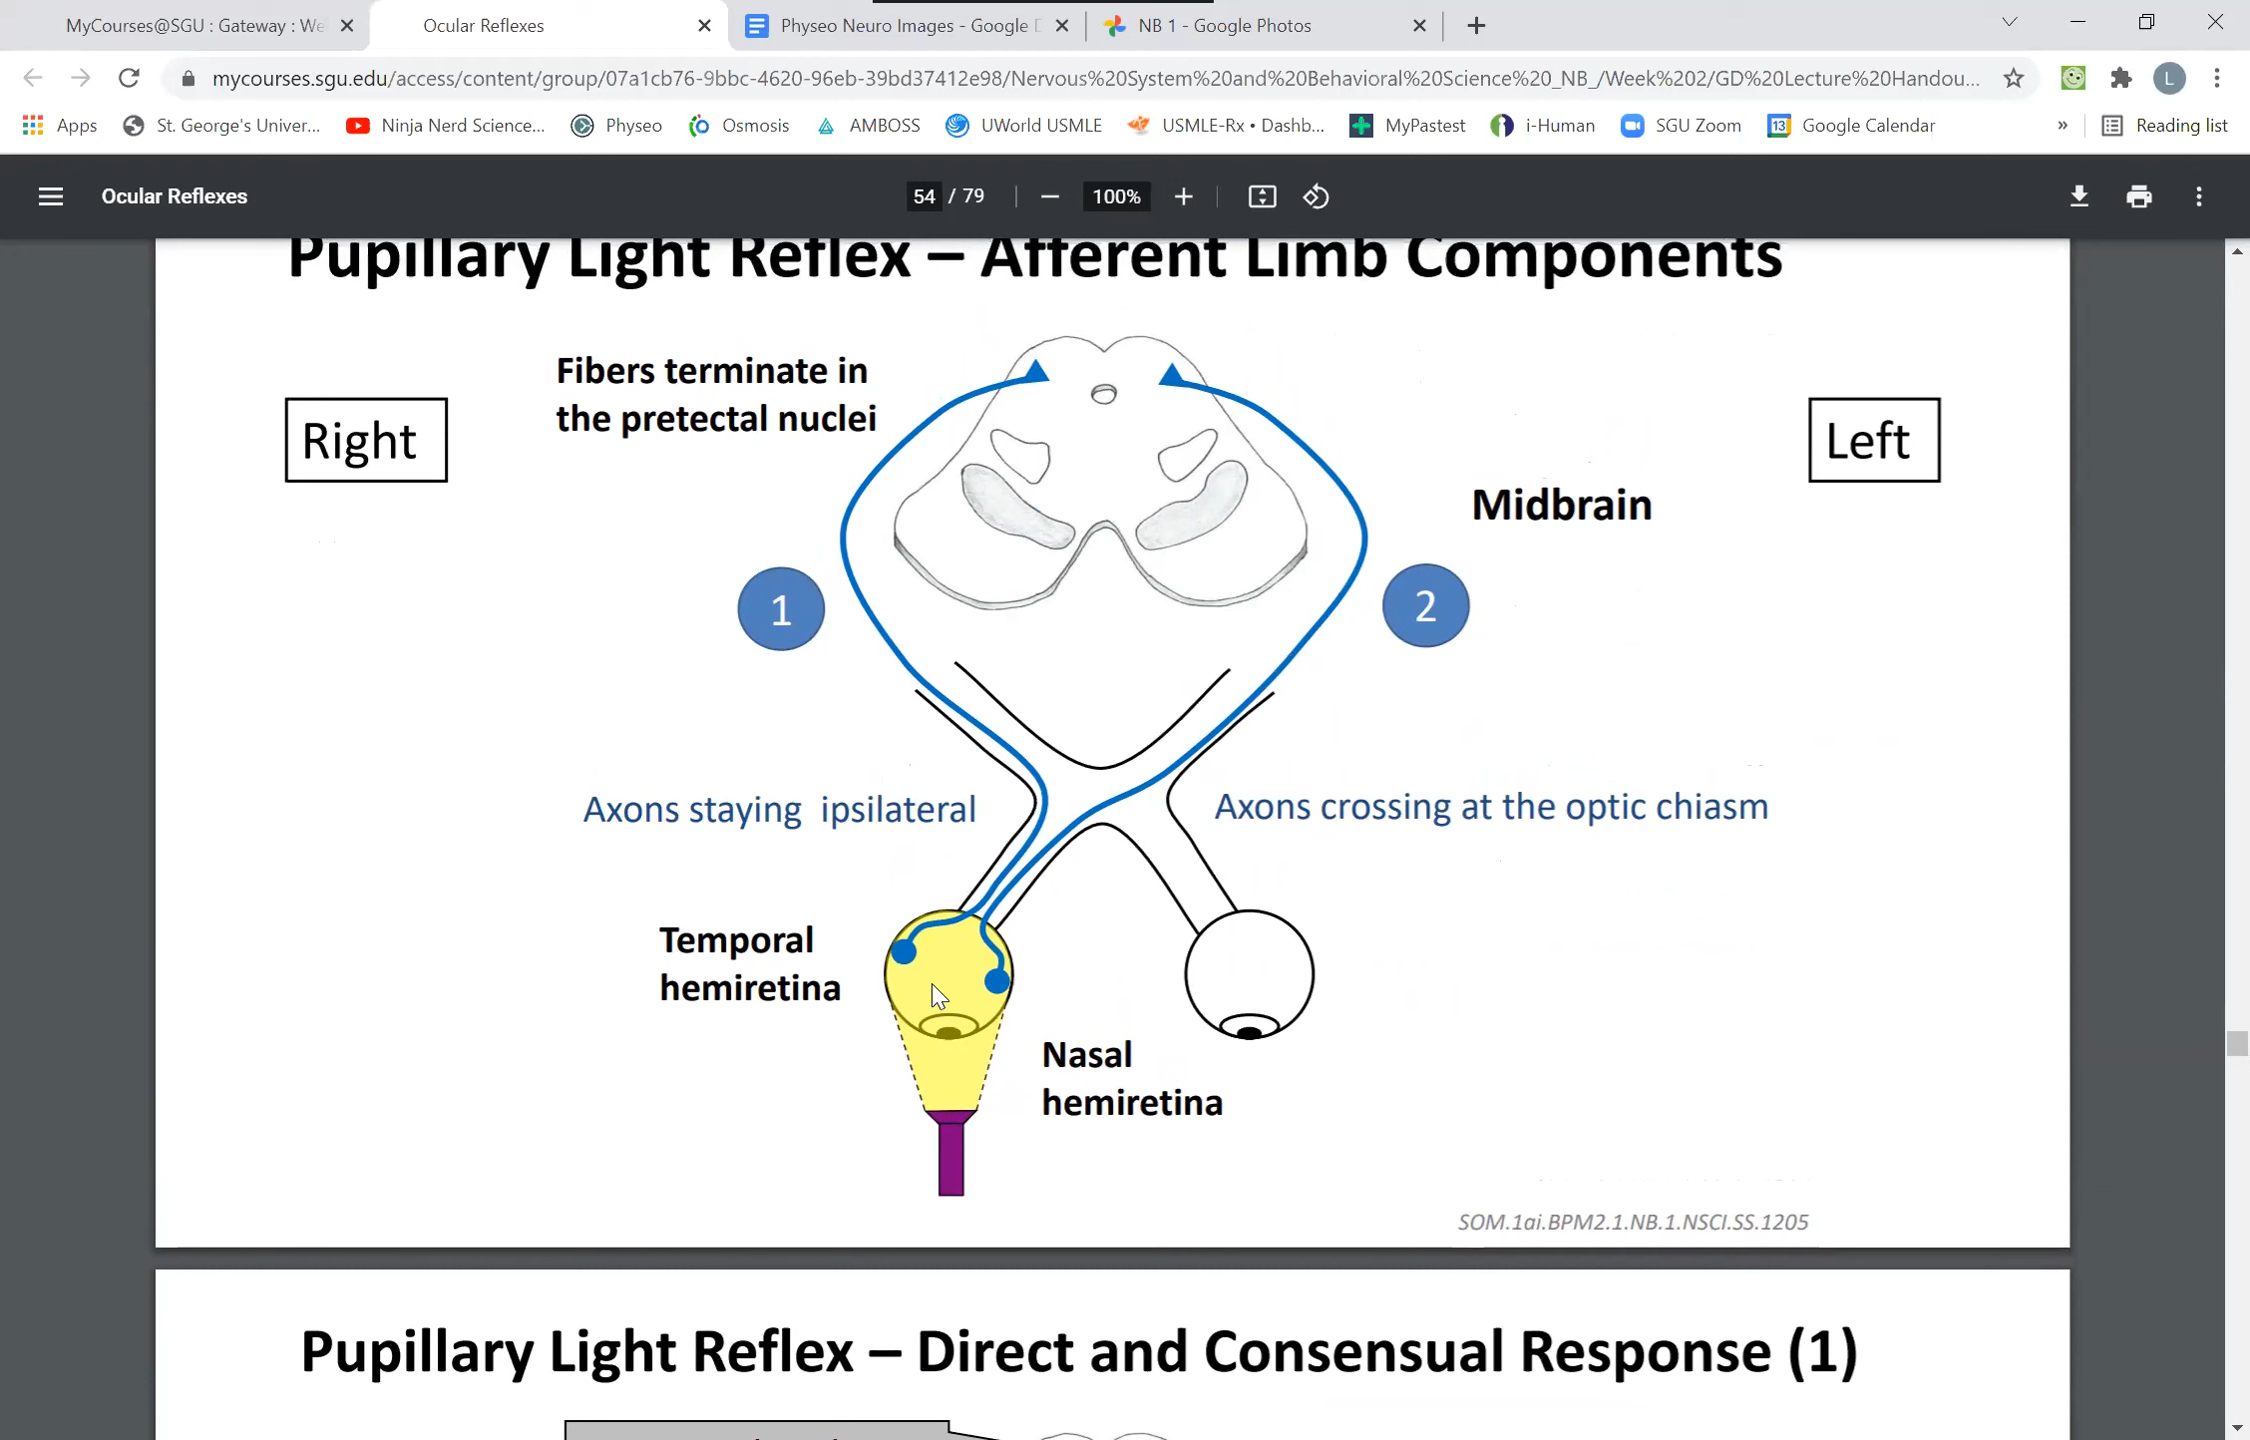 MyCourses@SGU : Gateway : We
Ocular Reflexes
Physeo Neuro Images - Google D
NB 1 - Google Photos
mycourses.sgu.edu/access/content/group/07a1cb76-9bbc-4620-96eb-39bd37412e98/Nervous%20System%20and%20Behavioral%20Science%20_NB_/Week%202/GD%20Lecture%20Handou...
L
Apps
St. George's Univer...
Ninja Nerd Science...
Physeo
Osmosis
AMBOSS
UWorld USMLE
USMLE-Rx • Dashb...
MyPastest
i-Human
SGU Zoom
13
Google Calendar
»
Reading list
Ocular Reflexes
54 / 79
100%
Pupillary Light Reflex – Afferent Limb Components
Fibers terminate in
the pretectal nuclei
Right
Left
Midbrain
1
2
Axons staying ipsilateral
Axons crossing at the optic chiasm
Temporal
hemiretina
Nasal
hemiretina
SOM.1ai.BPM2.1.NB.1.NSCI.SS.1205
Pupillary Light Reflex – Direct and Consensual Response (1)